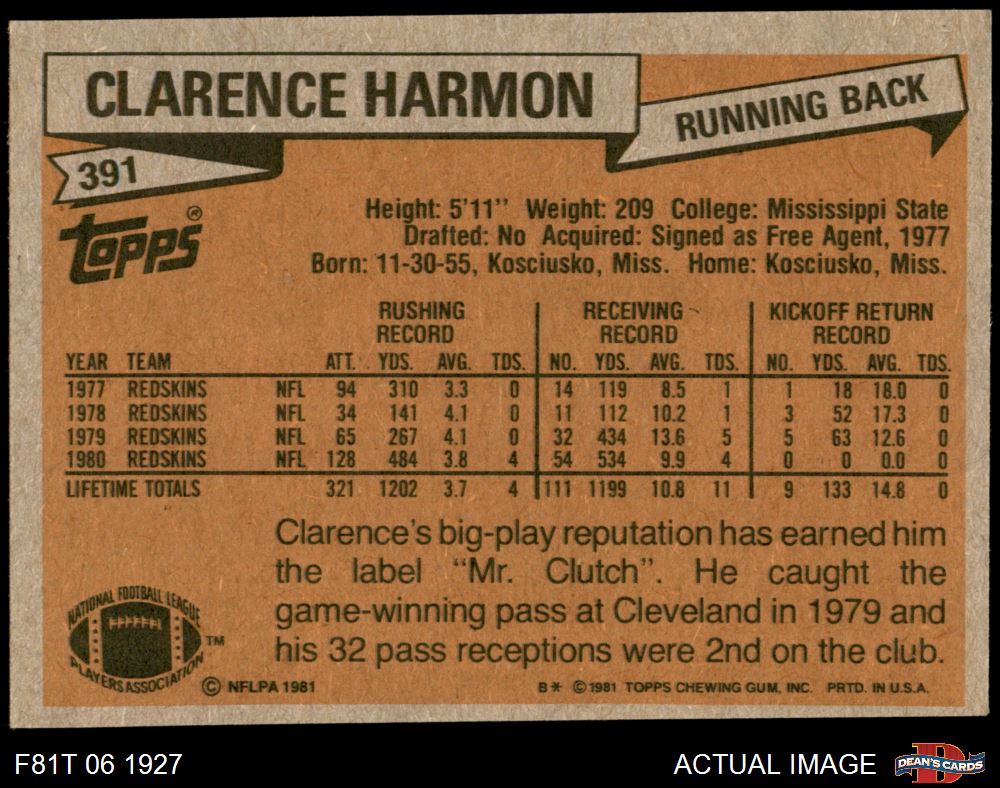 CLARENCE HARMON
RUNNING BACK
391
topps ®
Height: 5'11'' Weight: 209 College: Mississippi State
Drafted: No Acquired: Signed as Free Agent, 1977
Born: 11-30-55, Kosciusko, Miss. Home: Kosciusko, Miss.
RUSHING RECORD RECEIVING RECORD KICKOFF RETURN RECORD
YEAR TEAM ATT. YDS. AVG. TDS. NO. YDS. AVG. TDS. NO. YDS. AVG. TDS.
1977 REDSKINS NFL 94 310 3.3 0 14 119 8.5 1 1 18 18.0 0
1978 REDSKINS NFL 34 141 4.1 0 11 112 10.2 1 3 52 17.3 0
1979 REDSKINS NFL 65 267 4.1 0 32 434 13.6 5 5 63 12.6 0
1980 REDSKINS NFL 128 484 3.8 4 54 534 9.9 4 0 0 0.0 0
LIFETIME TOTALS 321 1202 3.7 4 111 1199 10.8 11 9 133 14.8 0
Clarence's big-play reputation has earned him
the label "Mr. Clutch". He caught the
game-winning pass at Cleveland in 1979 and
his 32 pass receptions were 2nd on the club.
NATIONAL FOOTBALL LEAGUE
PLAYERS ASSOCIATION
TM
© NFLPA 1981
B* © 1981 TOPPS CHEWING GUM, INC. PRTD. IN U.S.A.
F81T 06 1927
ACTUAL IMAGE
DEAN'S CARDS